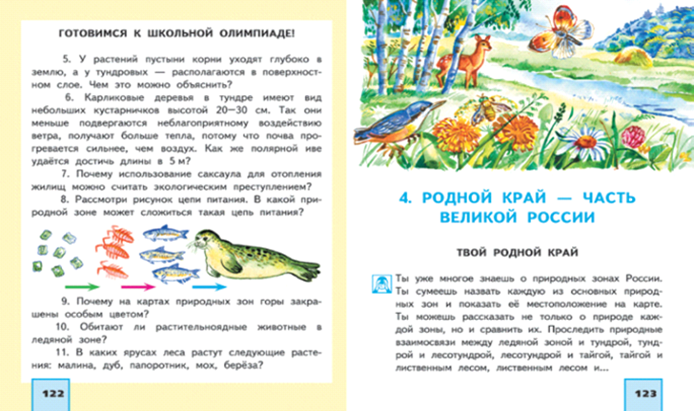 ГОТОВИМСЯ К ШКОЛЬНОЙ ОЛИМПИАДЕ!
5. У растений пустыни корни уходят глубоко в
землю, а у тундровых — располагаются в поверхност-
ном слое. Чем это можно объяснить?
6. Карликовые деревья в тундре имеют вид
небольших кустарничков высотой 20—30 см. Так они
меньше подвергаются неблагоприятному воздействию
ветра, получают больше тепла, потому что почва про-
гревается сильнее, чем воздух. Как же полярной иве
удаётся достичь длины в 5 м?
7. Почему использование саксаула для отопления
жилищ можно считать экологическим преступлением?
8. Рассмотри рисунок цепи питания. В какой при-
родной зоне может сложиться такая цепь питания?
9. Почему на картах природных зон горы закра-
шены особым цветом?
10. Обитают ли растительноядные животные в
ледяной зоне?
11. В каких ярусах леса растут следующие расте-
ния: малина, дуб, папоротник, мох, берёза?
122
4. РОДНОЙ КРАЙ — ЧАСТЬ
ВЕЛИКОЙ РОССИИ
ТВОЙ РОДНОЙ КРАЙ
Ты уже многое знаешь о природных зонах России.
Ты сумеешь назвать каждую из основных природ-
ных зон и показать её местоположение на карте.
Ты можешь рассказать не только о природе каж-
дой зоны, но и сравнить их. Проследить природные
взаимосвязи между ледяной зоной и тундрой, тунд-
рой и лесотундрой, лесотундрой и тайгой, тайгой и
лиственным лесом, лиственным лесом и...
123